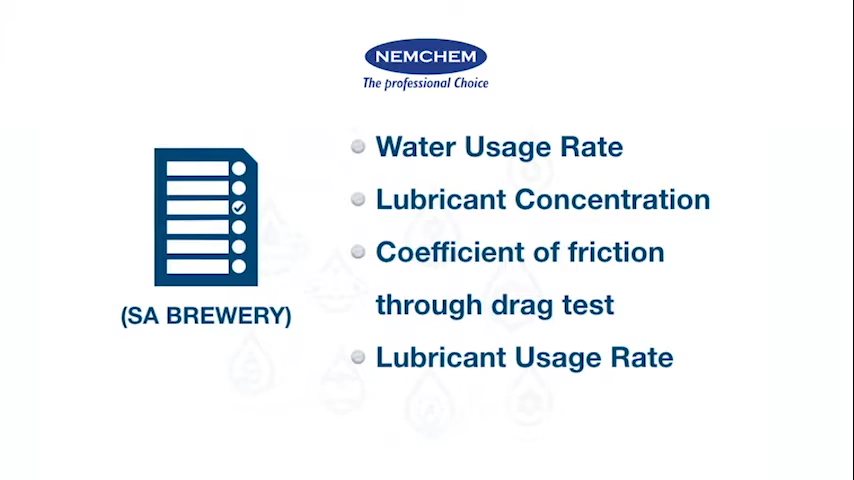 NEMCHEM
The professional Choice
Water Usage Rate
Lubricant Concentration
Coefficient of friction
through drag test
Lubricant Usage Rate
(SA BREWERY)